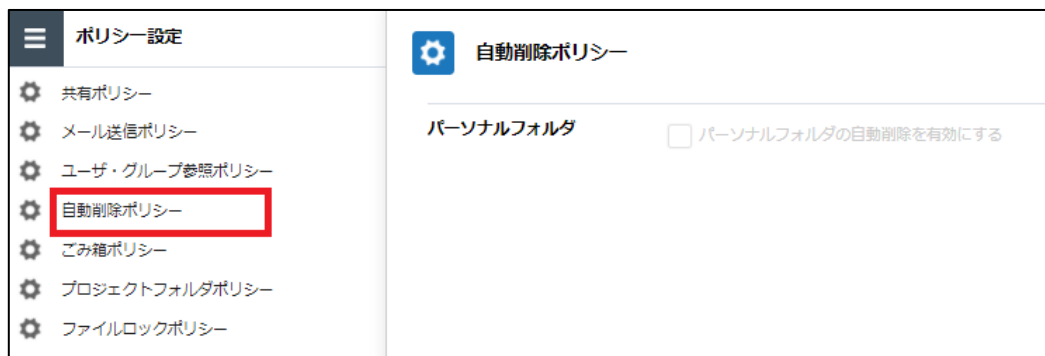 ポリシー設定
共有ポリシー
メール送信ポリシー
ユーザ・グループ参照ポリシー
自動削除ポリシー
ごみ箱ポリシー
プロジェクトフォルダポリシー
ファイルロックポリシー
自動削除ポリシー
パーソナルフォルダ
パーソナルフォルダの自動削除を有効にする